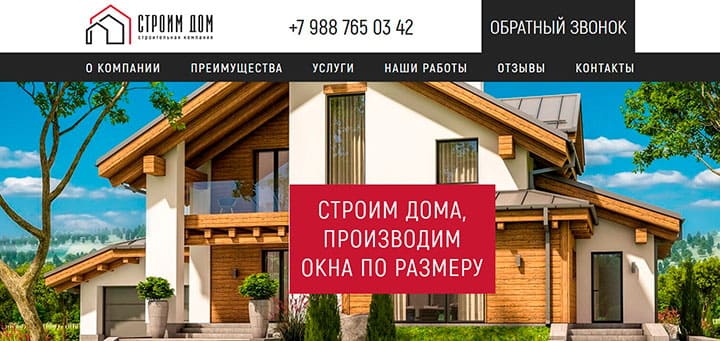 СТРОИМ ДОМ
строительная компания
+7 988 765 03 42
ОБРАТНЫЙ ЗВОНОК
О КОМПАНИИ ПРЕИМУЩЕСТВА УСЛУГИ НАШИ РАБОТЫ ОТЗЫВЫ КОНТАКТЫ
СТРОИМ ДОМА,
ПРОИЗВОДИМ
ОКНА ПО РАЗМЕРУ